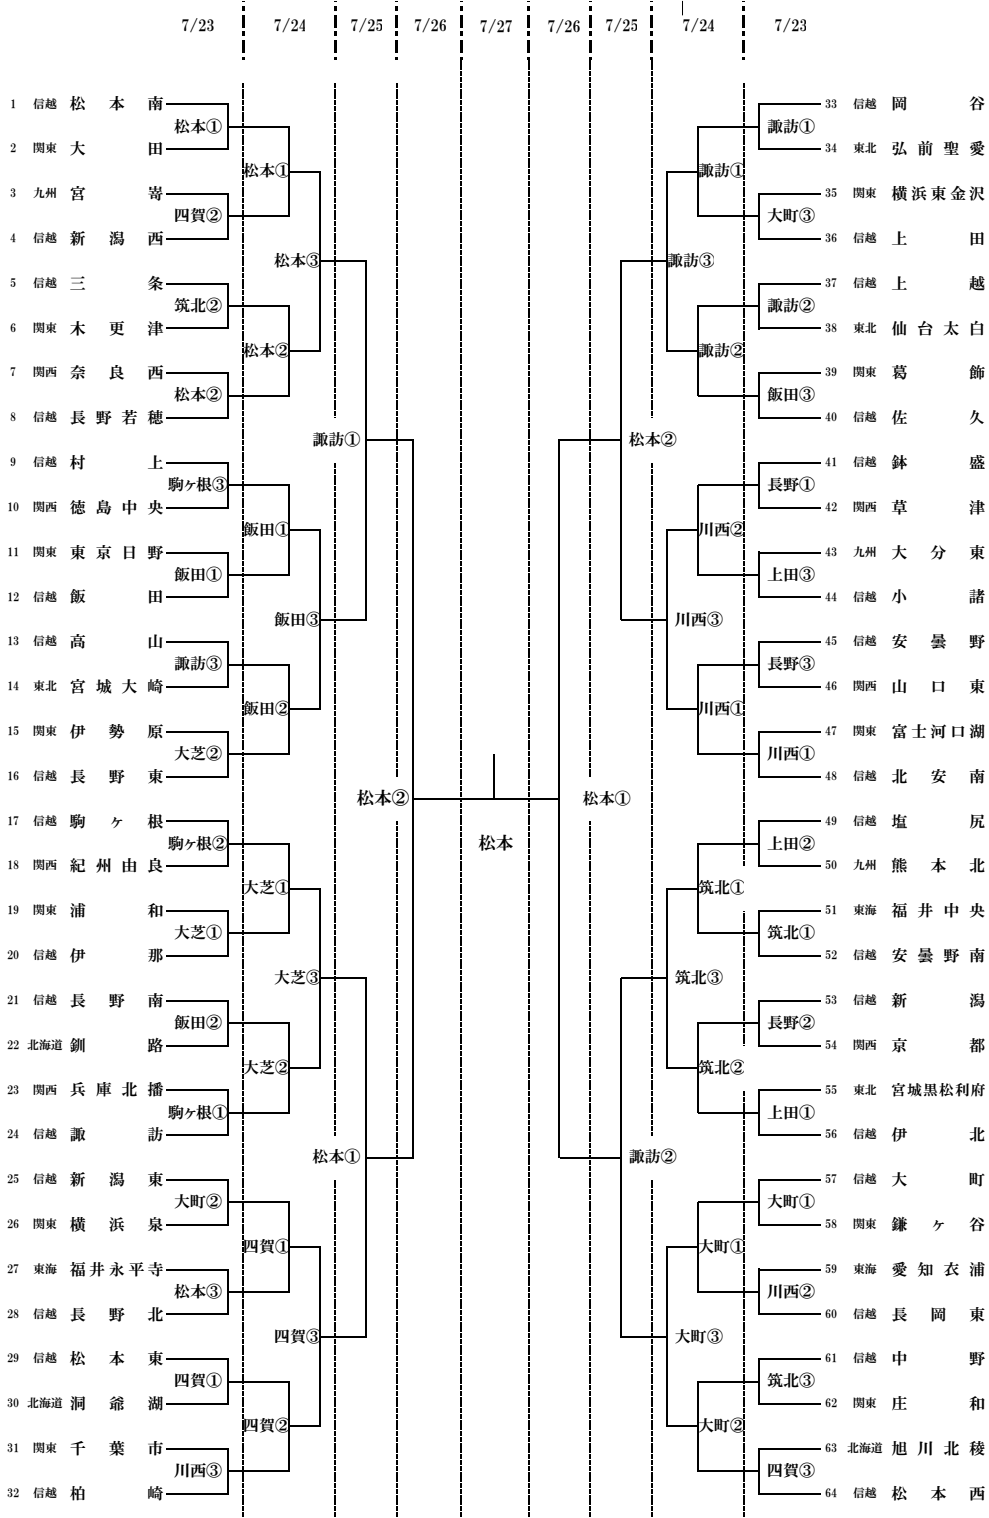 7/23 7/24 7/25 7/26 7/27 7/26 7/25 7/24 7/23
1 信越 松本南
松本①
2 関東 大田
松本①
3 九州 宮嵜
四賀②
4 信越 新潟西
松本③
5 信越 三条
筑北②
6 関東 木更津
松本②
7 関西 奈良西
松本②
8 信越 長野若穂
諏訪①
9 信越 村上
駒ヶ根③
10 関西 徳島中央
飯田①
11 関東 東京日野
飯田①
12 信越 飯田
飯田③
13 信越 高山
諏訪③
14 東北 宮城大崎
飯田②
15 関東 伊勢原
大芝②
16 信越 長野東
松本②
17 信越 駒ヶ根
駒ヶ根②
18 関西 紀州由良
大芝①
19 関東 浦和
大芝①
20 信越 伊那
大芝③
21 信越 長野南
飯田②
22 北海道 釧路
大芝②
23 関西 兵庫北播
駒ヶ根①
24 信越 諏訪
松本①
25 信越 新潟東
大町②
26 関東 横浜泉
四賀①
27 東海 福井永平寺
松本③
28 信越 長野北
四賀③
29 信越 松本東
四賀①
30 北海道 洞爺湖
四賀②
31 関東 千葉市
川西③
32 信越 柏崎
松本
33 信越 岡谷
諏訪①
34 東北 弘前聖愛
諏訪①
35 関東 横浜東金沢
大町③
36 信越 上田
諏訪③
37 信越 上越
諏訪②
38 東北 仙台太白
諏訪②
39 関東 葛飾
飯田③
40 信越 佐久
松本②
41 信越 鉢盛
長野①
42 関西 草津
川西②
43 九州 大分東
上田③
44 信越 小諸
川西③
45 信越 安曇野
長野③
46 関西 山口東
川西①
47 関東 富士河口湖
川西①
48 信越 北安南
松本①
49 信越 塩尻
上田②
50 九州 熊本北
筑北①
51 東海 福井中央
筑北①
52 信越 安曇野南
筑北③
53 信越 新潟
長野②
54 関西 京都
筑北②
55 東北 宮城黒松利府
上田①
56 信越 伊北
諏訪②
57 信越 大町
大町①
58 関東 鎌ヶ谷
大町①
59 東海 愛知衣浦
川西②
60 信越 長岡東
大町③
61 信越 中野
筑北③
62 関東 庄和
大町②
63 北海道 旭川北稜
四賀③
64 信越 松本西